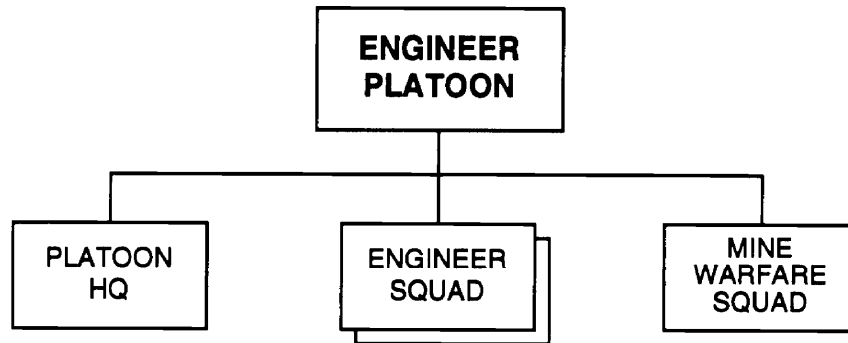 ENGINEER
PLATOON
PLATOON
HQ
ENGINEER
SQUAD
MINE
WARFARE
SQUAD